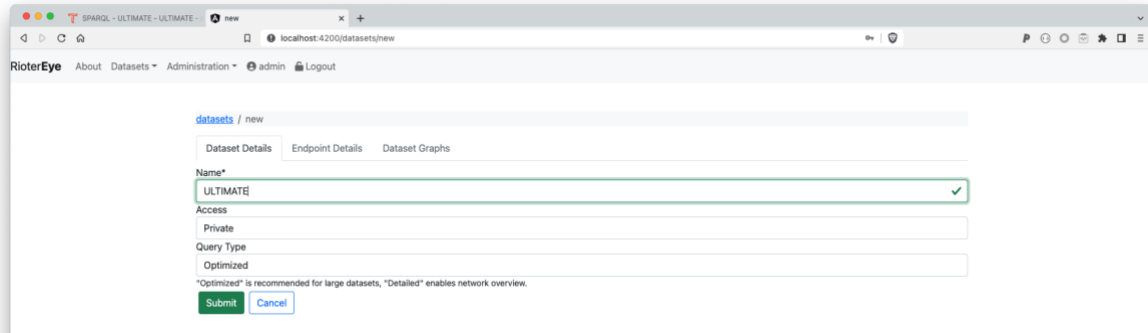 SPARQL - ULTIMATE - ULTIMATE - new
localhost:4200/datasets/new
RioterEye About Datasets Administration admin Logout
datasets / new
Dataset Details Endpoint Details Dataset Graphs
Name*
ULTIMATE
Access
Private
Query Type
Optimized
"Optimized" is recommended for large datasets, "Detailed" enables network overview.
Submit Cancel